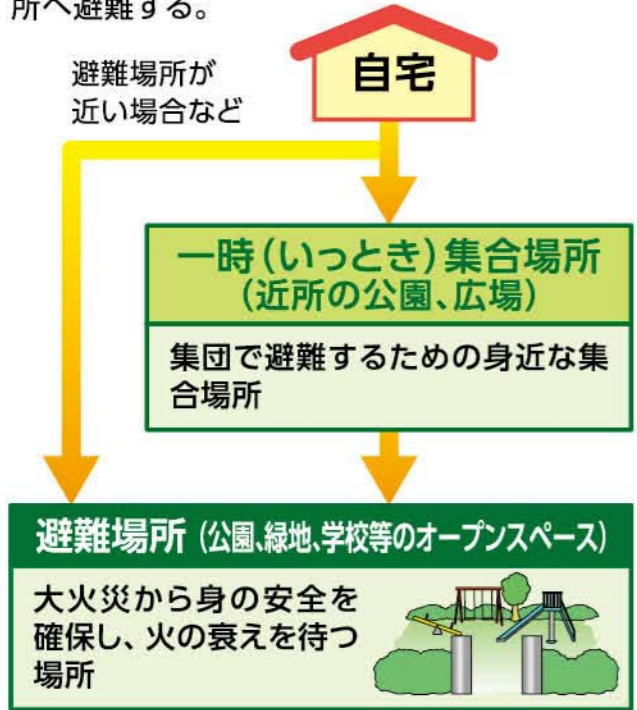 所へ避難する。
自宅
避難場所が
近い場合など
一時(いっとき)集合場所
(近所の公園、広場)
集団で避難するための身近な集
合場所
避難場所(公園、緑地、学校等のオープンスペース)
大火災から身の安全を
確保し、火の衰えを待つ
場所